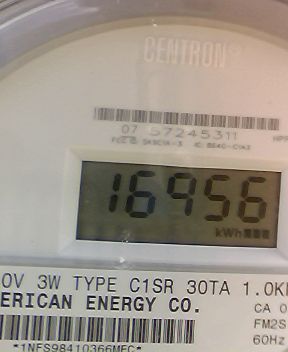 CENTRON®
07 57245311
16956
kWh
0V 3W TYPE C1SR 30TA 1.0K
ERICAN ENERGY CO.
CA 0
FM2S
60Hz
*1NFS98410366MFC*